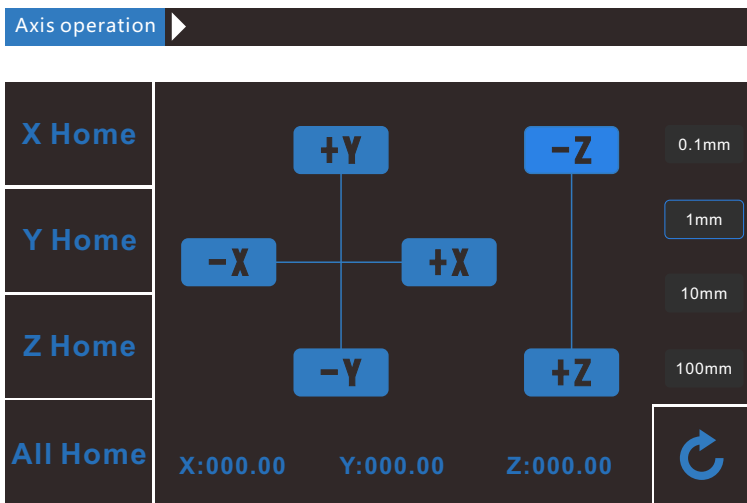 Axis operation
X Home
Y Home
Z Home
All Home
+Y
-X
+X
-Y
-Z
+Z
0.1mm
1mm
10mm
100mm
X:000.00 Y:000.00 Z:000.00